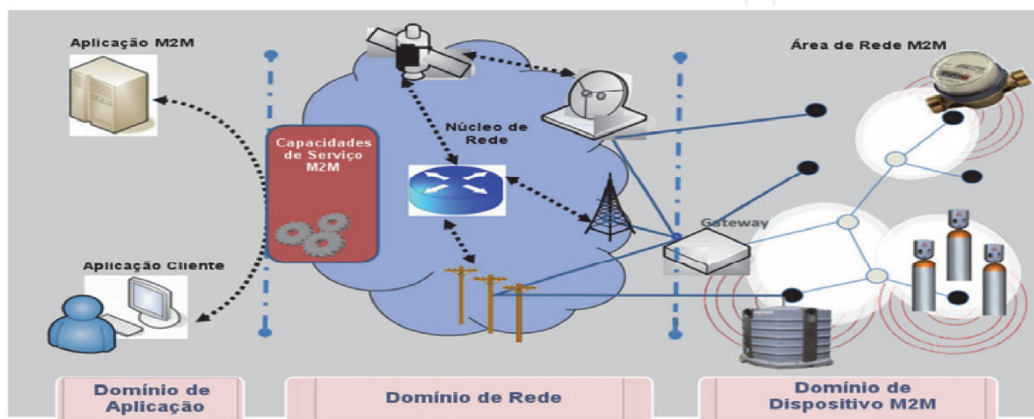 Aplicação M2M
Aplicação Cliente
Capacidades
de Serviço
M2M
Núcleo de
Rede
Gateway
Área de Rede M2M
Domínio de
Aplicação
Domínio de Rede
Domínio de
Dispositivo M2M